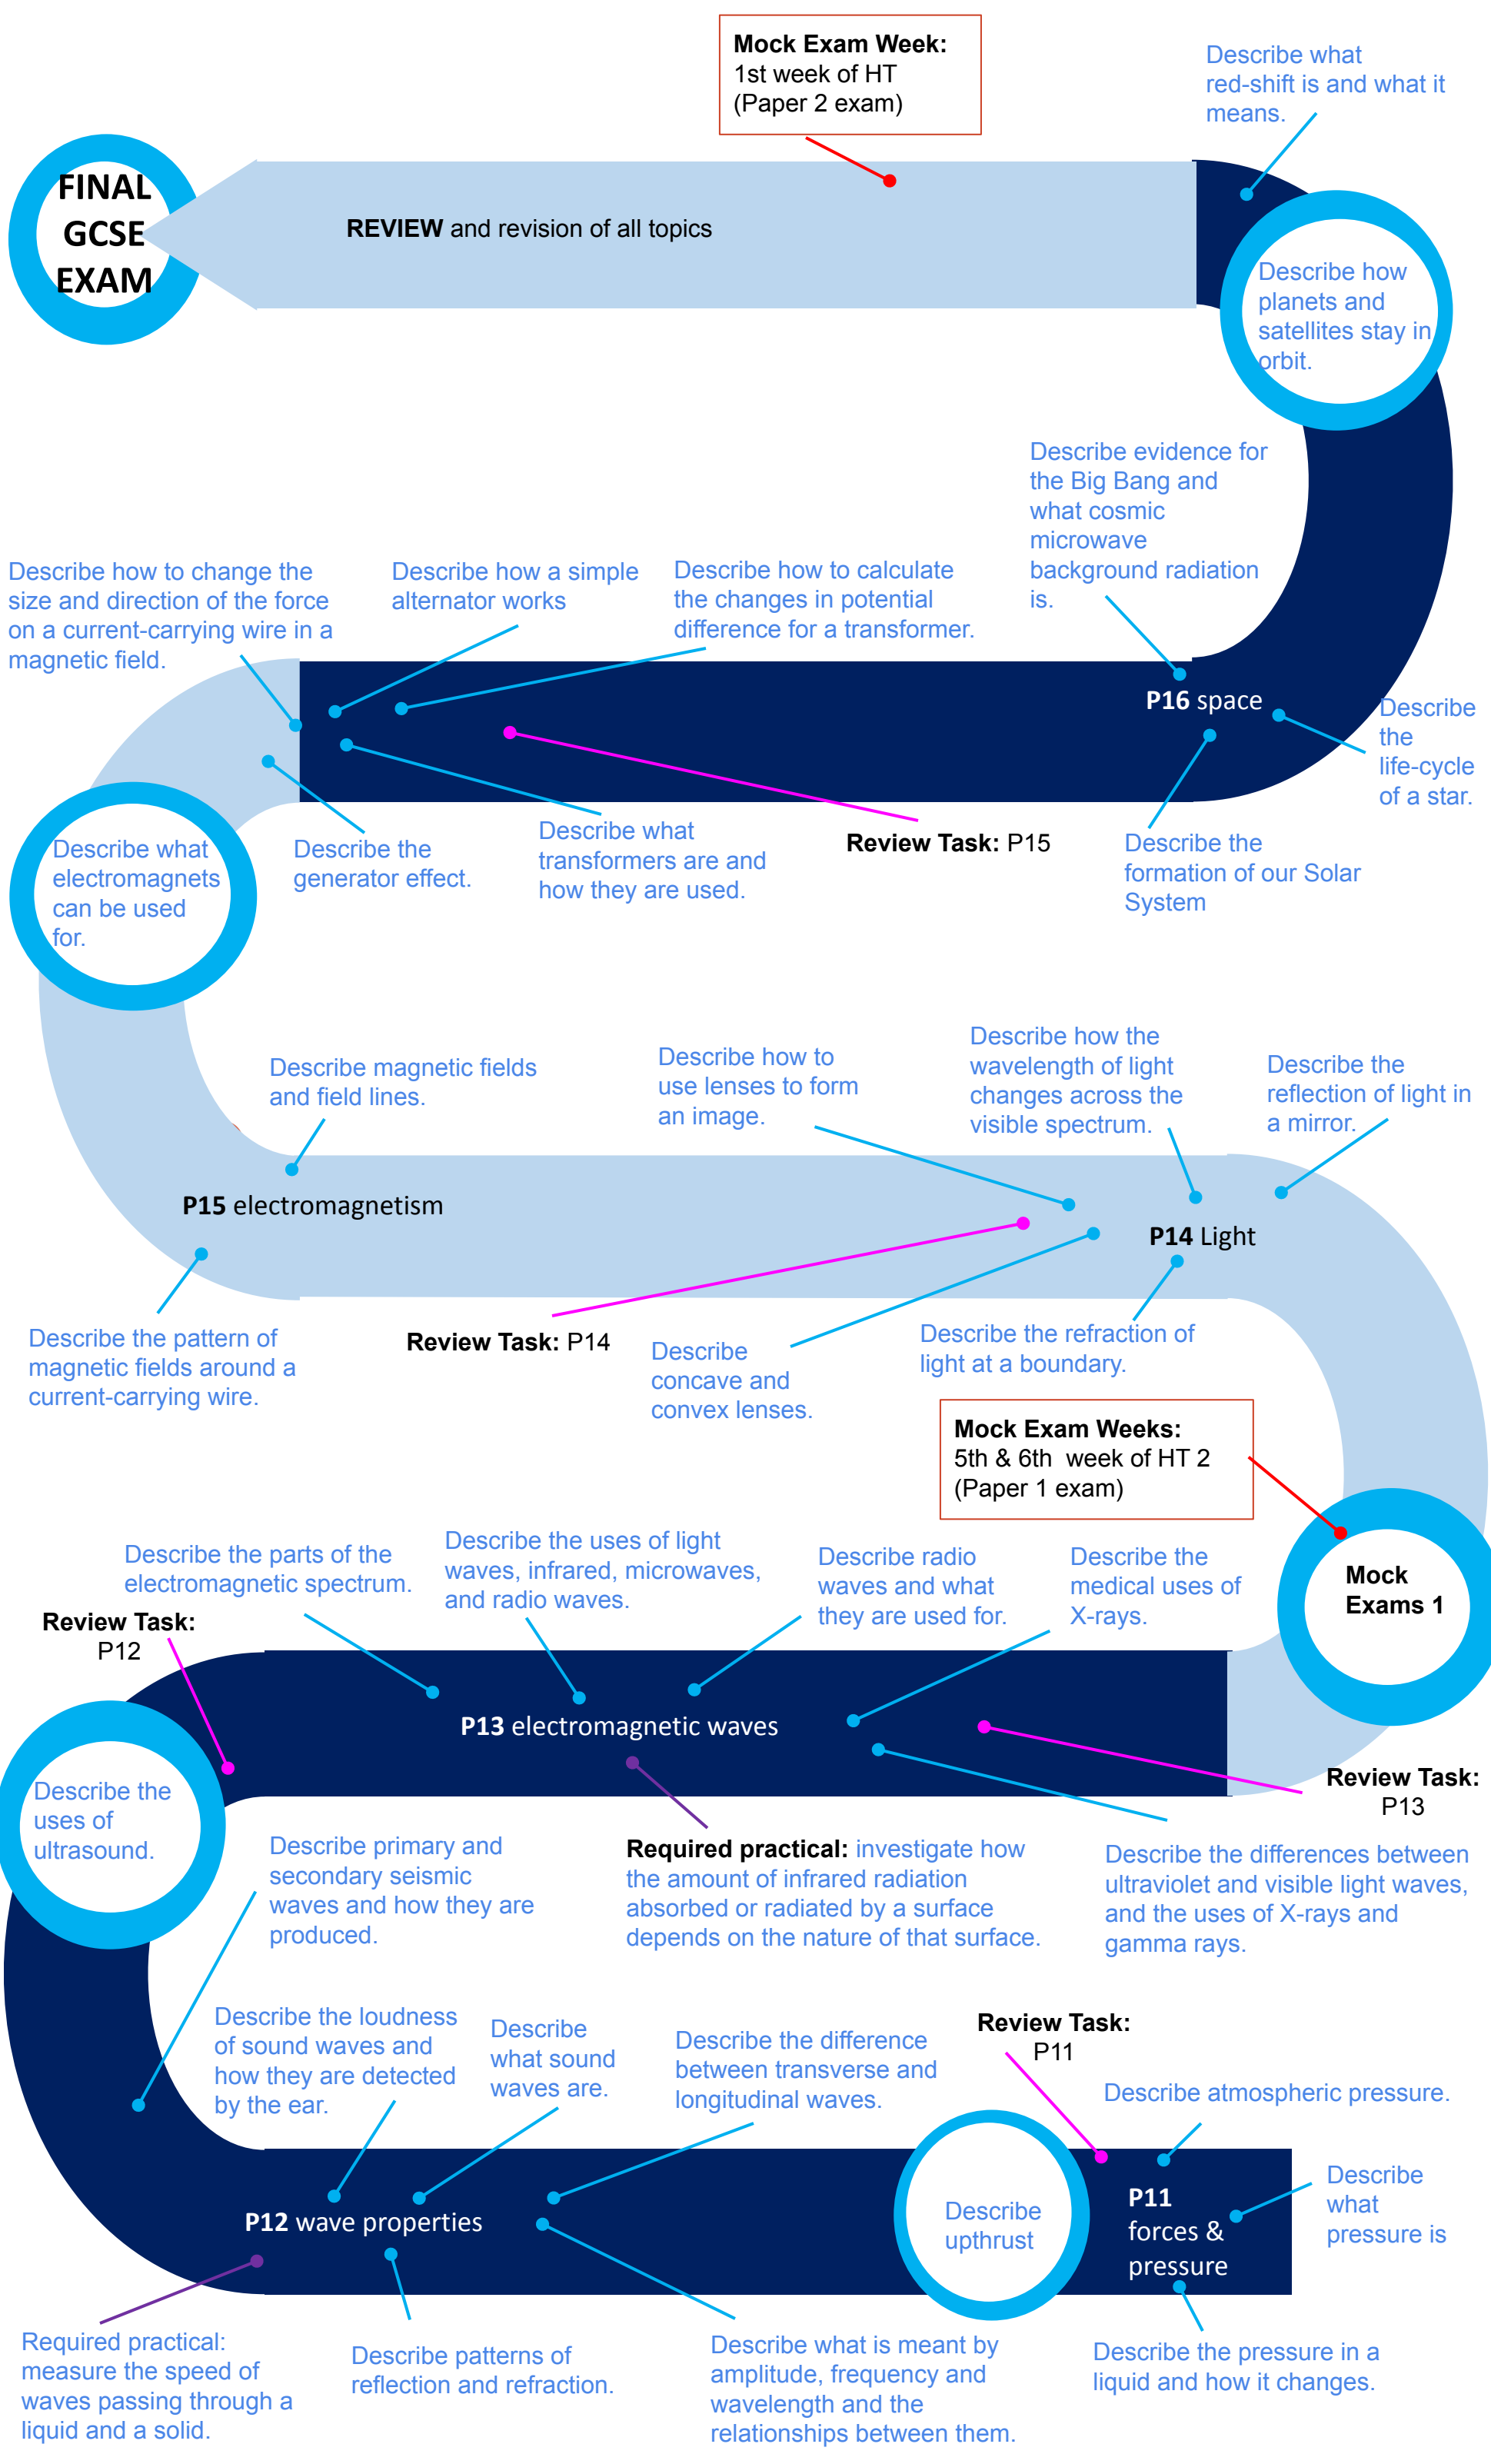 Mock Exam Week:
1st week of HT
(Paper 2 exam)
Describe what
red-shift is and what it
means.
FINAL
GCSE
EXAM
REVIEW and revision of all topics
Describe how
planets and
satellites stay in
orbit.
Describe evidence for
the Big Bang and
what cosmic
microwave
background radiation
is.
Describe how to change the
size and direction of the force
on a current-carrying wire in a
magnetic field.
Describe how a simple
alternator works
Describe how to calculate
the changes in potential
difference for a transformer.
P16 space
Describe
the
life-cycle
of a star.
Describe what
electromagnets
can be used
for.
Describe the
generator effect.
Describe what
transformers are and
how they are used.
Review Task: P15
Describe the
formation of our Solar
System
Describe magnetic fields
and field lines.
Describe how to
use lenses to form
an image.
Describe how the
wavelength of light
changes across the
visible spectrum.
Describe the
reflection of light in
a mirror.
P15 electromagnetism
P14 Light
Describe the pattern of
magnetic fields around a
current-carrying wire.
Review Task: P14
Describe
concave and
convex lenses.
Describe the refraction of
light at a boundary.
Mock Exam Weeks:
5th & 6th  week of HT 2
(Paper 1 exam)
Mock
Exams 1
Describe the parts of the
electromagnetic spectrum.
Describe the uses of light
waves, infrared, microwaves,
and radio waves.
Describe radio
waves and what
they are used for.
Describe the
medical uses of
X-rays.
Review Task:
P12
P13 electromagnetic waves
Review Task:
P13
Describe the
uses of
ultrasound.
Describe primary and
secondary seismic
waves and how they are
produced.
Required practical: investigate how
the amount of infrared radiation
absorbed or radiated by a surface
depends on the nature of that surface.
Describe the differences between
ultraviolet and visible light waves,
and the uses of X-rays and
gamma rays.
Describe the loudness
of sound waves and
how they are detected
by the ear.
Describe
what sound
waves are.
Describe the difference
between transverse and
longitudinal waves.
Review Task:
P11
Describe atmospheric pressure.
P12 wave properties
Describe
upthrust
P11
forces &
pressure
Describe
what
pressure is
Required practical:
measure the speed of
waves passing through a
liquid and a solid.
Describe patterns of
reflection and refraction.
Describe what is meant by
amplitude, frequency and
wavelength and the
relationships between them.
Describe the pressure in a
liquid and how it changes.